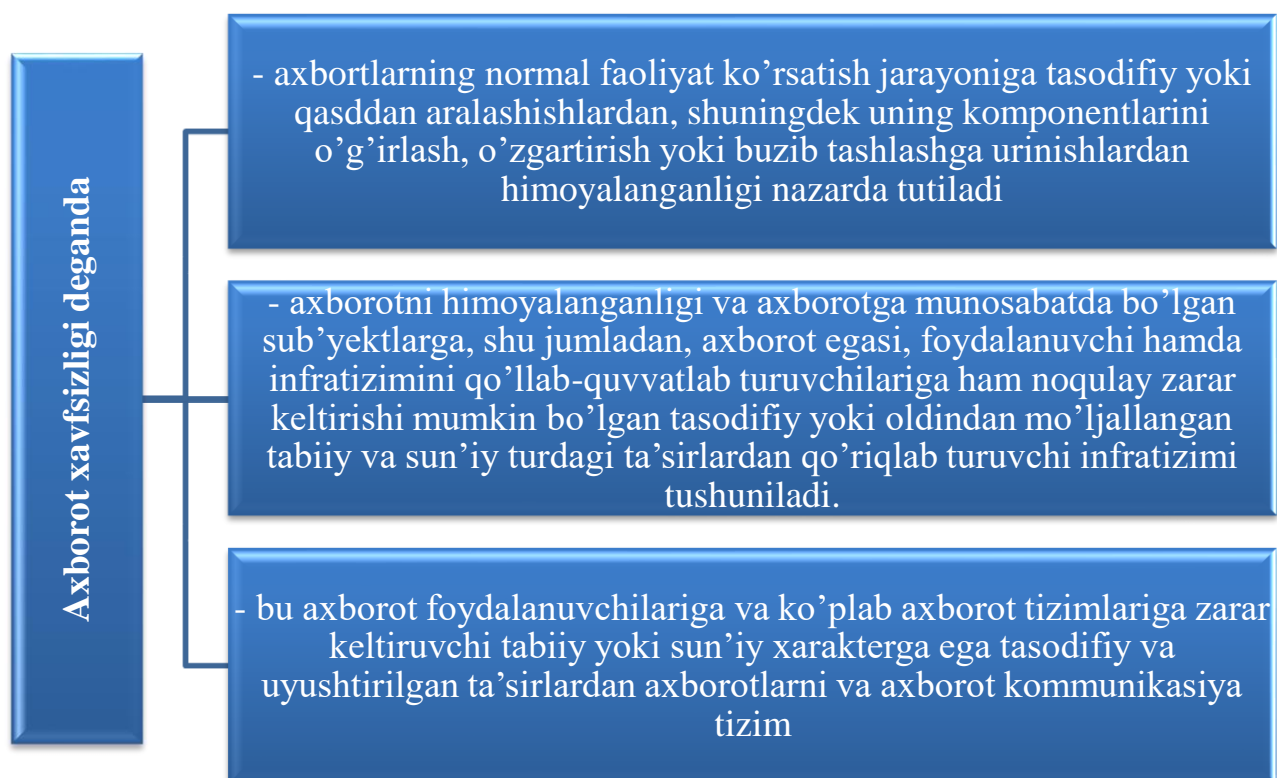 Axborot xavfsizligi deganda
- axbortlarning normal faoliyat ko’rsatish jarayoniga tasodifiy yoki
qasddan aralashishlardan, shuningdek uning komponentlarini
o’g’irlash, o’zgartirish yoki buzib tashlashga urinishlardan
himoyalanganligi nazarda tutiladi
- axborotni himoyalanganligi va axborotga munosabatda bo’lgan
sub’yektlarga, shu jumladan, axborot egasi, foydalanuvchi hamda
infratizimini qo’llab-quvvatlab turuvchilariga ham noqulay zarar
keltirishi mumkin bo’lgan tasodifiy yoki oldindan mo’ljallangan
tabiiy va sun’iy turdagi ta’sirlardan qo’riqlab turuvchi infratizimi
tushuniladi.
- bu axborot foydalanuvchilariga va ko’plab axborot tizimlariga zarar
keltiruvchi tabiiy yoki sun’iy xarakterga ega tasodifiy va
uyushtirilgan ta’sirlardan axborotlarni va axborot kommunikasiya
tizim